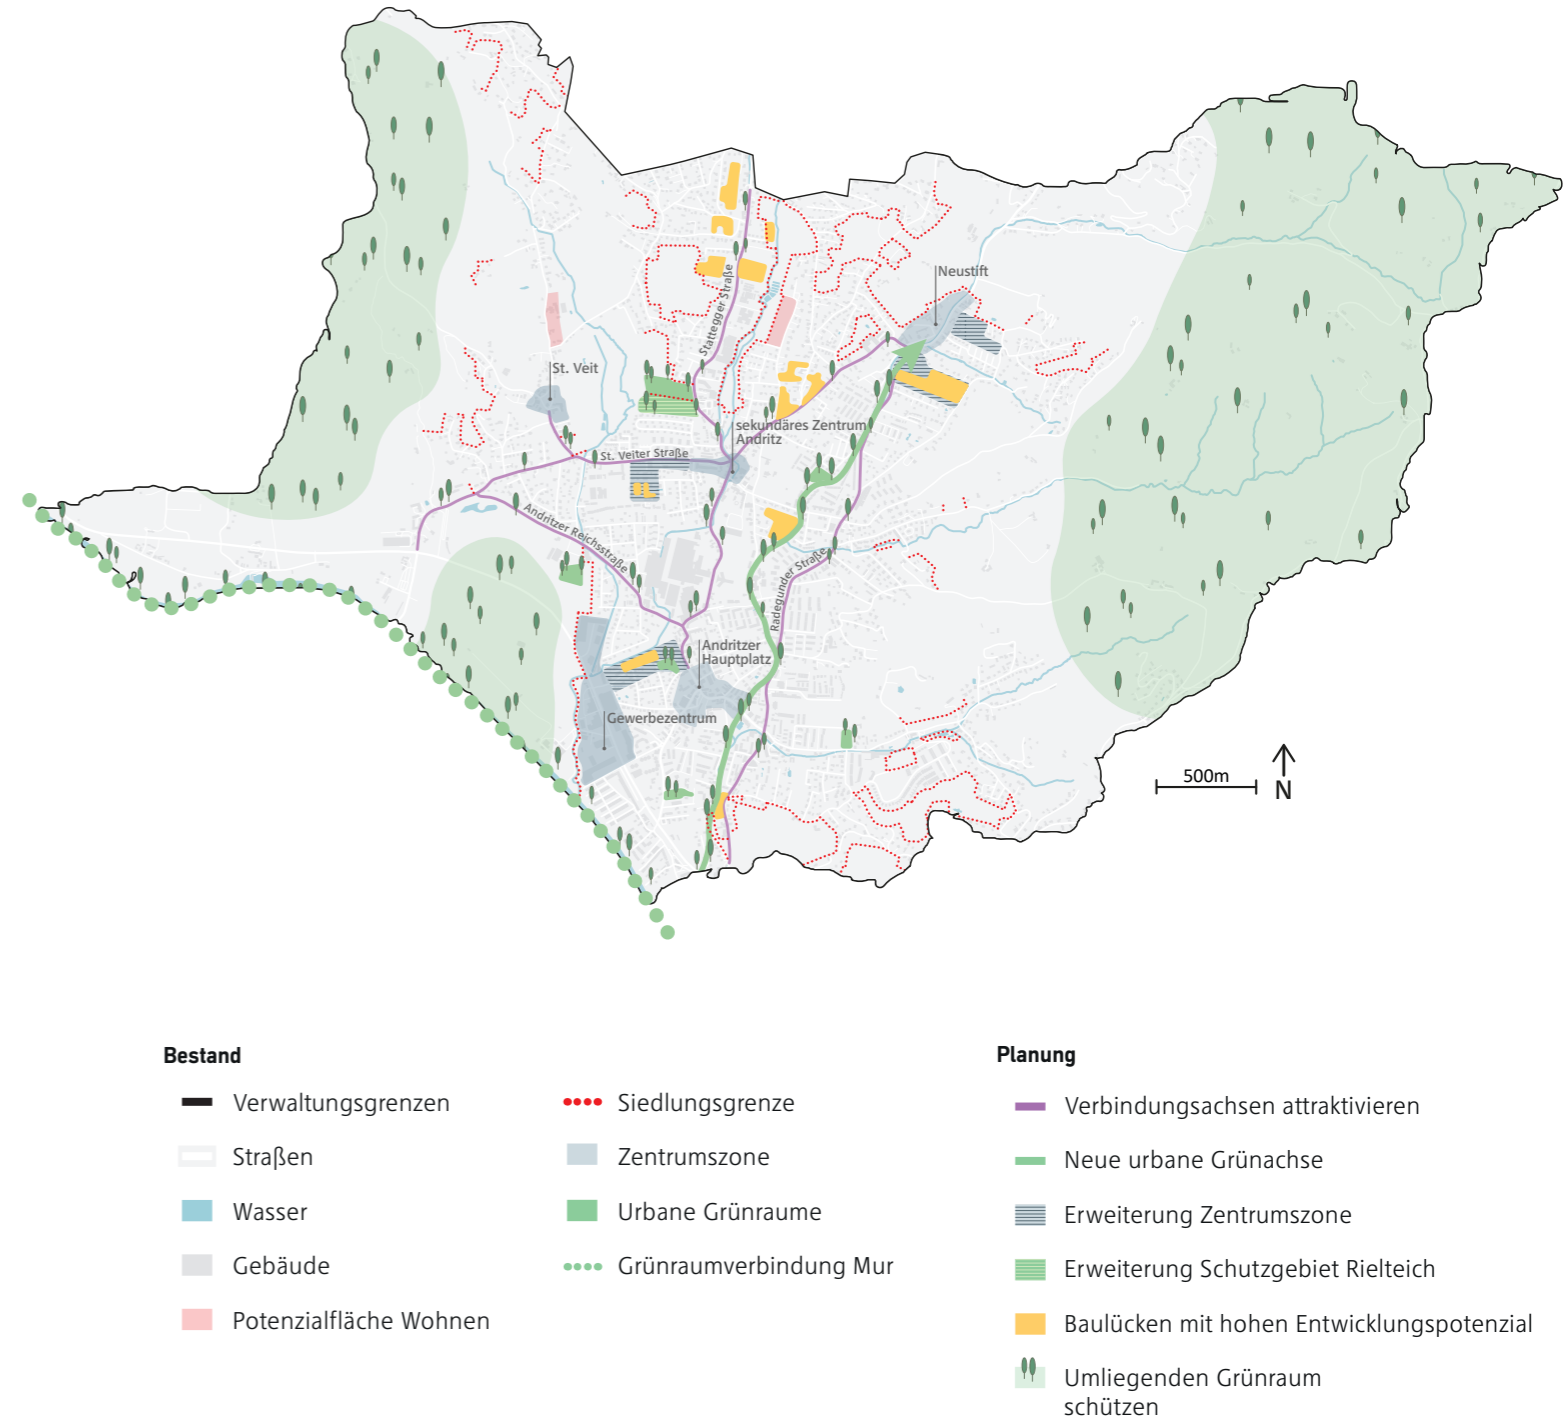 Neustift
Stattegger Straße
St. Veit
sekundäres Zentrum
Andritz
St. Veiter Straße
Andritzer Reichsstraße
Radegunder Straße
Andritzer
Hauptplatz
Gewerbezentrum
500m
N
Bestand
Verwaltungsgrenzen
Straßen
Wasser
Gebäude
Potenzialfläche Wohnen
Siedlungsgrenze
Zentrumszone
Urbane Grünräume
Grünraumverbindung Mur
Planung
Verbindungsachsen attraktivieren
Neue urbane Grünachse
Erweiterung Zentrumszone
Erweiterung Schutzgebiet Rielteich
Baulücken mit hohen Entwicklungspotenzial
Umliegenden Grünraum
schützen